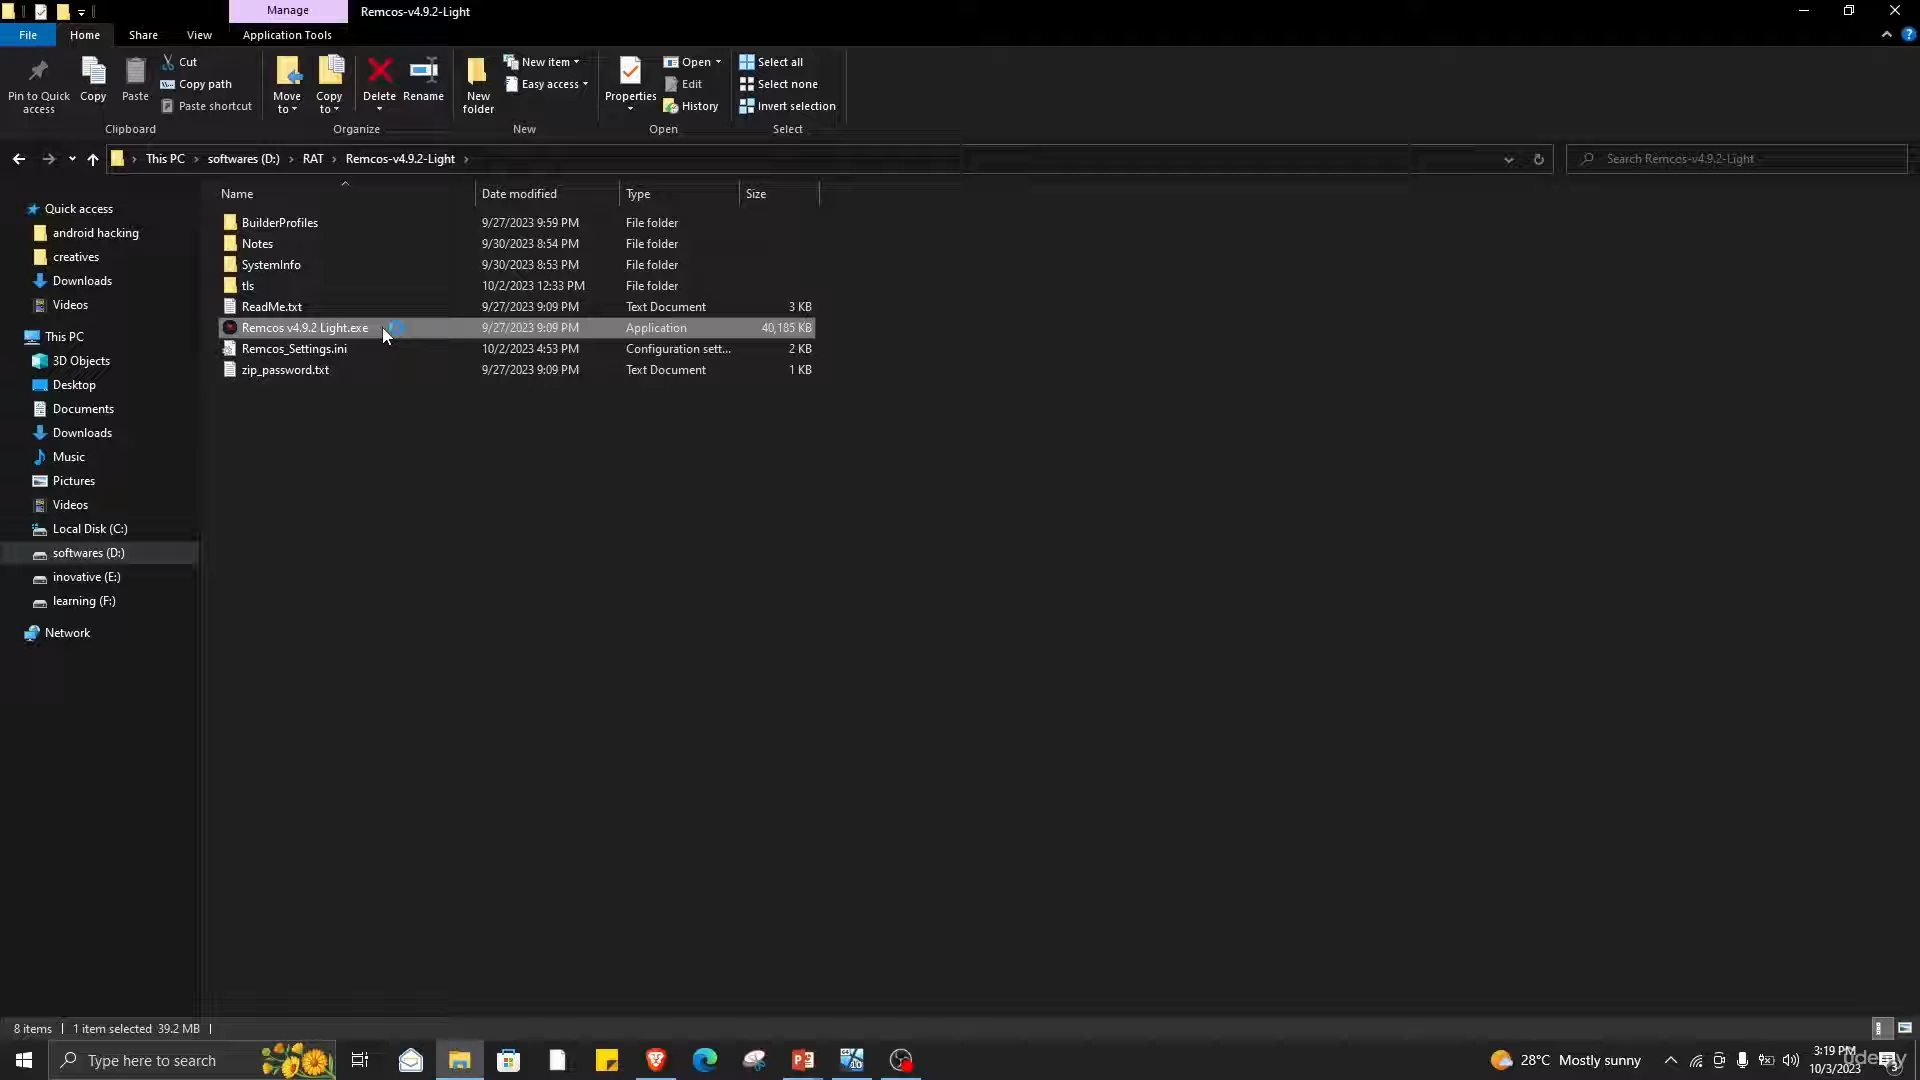 Manage
Remcos-v4.9.2-Light
File
Home
Share
View
Application Tools
Pin to Quick access
Copy
Paste
Cut
Copy path
Paste shortcut
Clipboard
Move to
Copy to
Delete
Rename
Organize
New folder
New item
Easy access
New
Properties
Open
Edit
History
Open
Select all
Select none
Invert selection
Select
This PC
softwares (D:)
RAT
Remcos-v4.9.2-Light
Search Remcos-v4.9.2-Light
Name
Date modified
Type
Size
BuilderProfiles 9/27/2023 9:59 PM File folder
Notes 9/30/2023 8:54 PM File folder
SystemInfo 9/30/2023 8:53 PM File folder
tls 10/2/2023 12:33 PM File folder
ReadMe.txt 9/27/2023 9:09 PM Text Document 3 KB
Remcos v4.9.2 Light.exe 9/27/2023 9:09 PM Application 40,185 KB
Remcos_Settings.ini 10/2/2023 4:53 PM Configuration sett... 2 KB
zip_password.txt 9/27/2023 9:09 PM Text Document 1 KB
Quick access
android hacking
creatives
Downloads
Videos
This PC
3D Objects
Desktop
Documents
Downloads
Music
Pictures
Videos
Local Disk (C:)
softwares (D:)
inovative (E:)
learning (F:)
Network
8 items
1 item selected 39.2 MB
Type here to search
28°C Mostly sunny
3:19 PM
10/3/2023
udemy
3